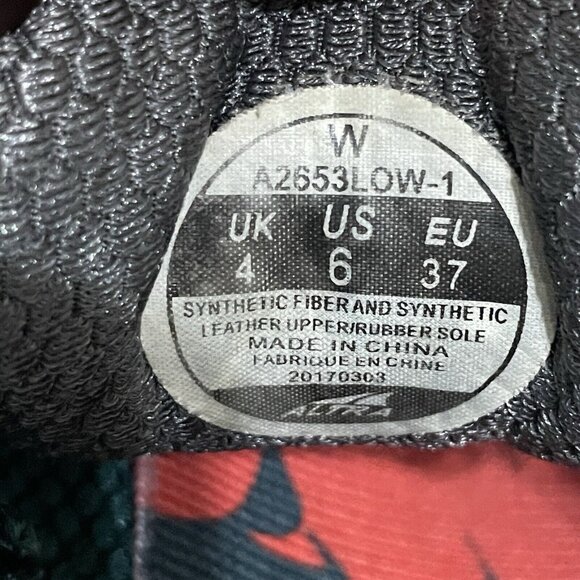 W
A2653LOW-1
UK US EU
4 6 37
SYNTHETIC FIBER AND SYNTHETIC
LEATHER UPPER/RUBBER SOLE
MADE IN CHINA
FABRIQUE EN CHINE
20170303
ALTRA